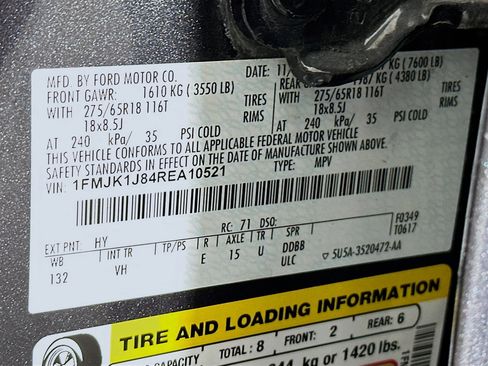 MFD. BY FORD MOTOR CO.
DATE: 11/
FRONT GAWR: 1610 KG ( 3550 LB)
KG ( 7600 LB)
1987 KG ( 4380 LB)
WITH 275/65R18 116T TIRES
18x8.5J RIMS
WITH 275/65R18 116T TIRES
18x8.5J RIMS
AT 240 kPa/ 35 PSI COLD
AT 240 kPa/ 35 PSI COLD
THIS VEHICLE CONFORMS TO ALL APPLICABLE FEDERAL MOTOR VEHICLE
SAFETY STANDARDS IN EFFECT ON THE DATE OF MANUFACTURE SHOWN ABOVE.
VIN: 1FMJK1J84REA10521
TYPE: MPV
EXT PNT: HY RC: 71 DSO: F0349
WB INT TR TP/PS R AXLE TR SPR T0617
132 VH E 15 U DDBB
ULC 5U5A-3520472-AA
TIRE AND LOADING INFORMATION
CAPACITY TOTAL: 8 FRONT: 2 REAR: 6
kg or 1420 lbs.